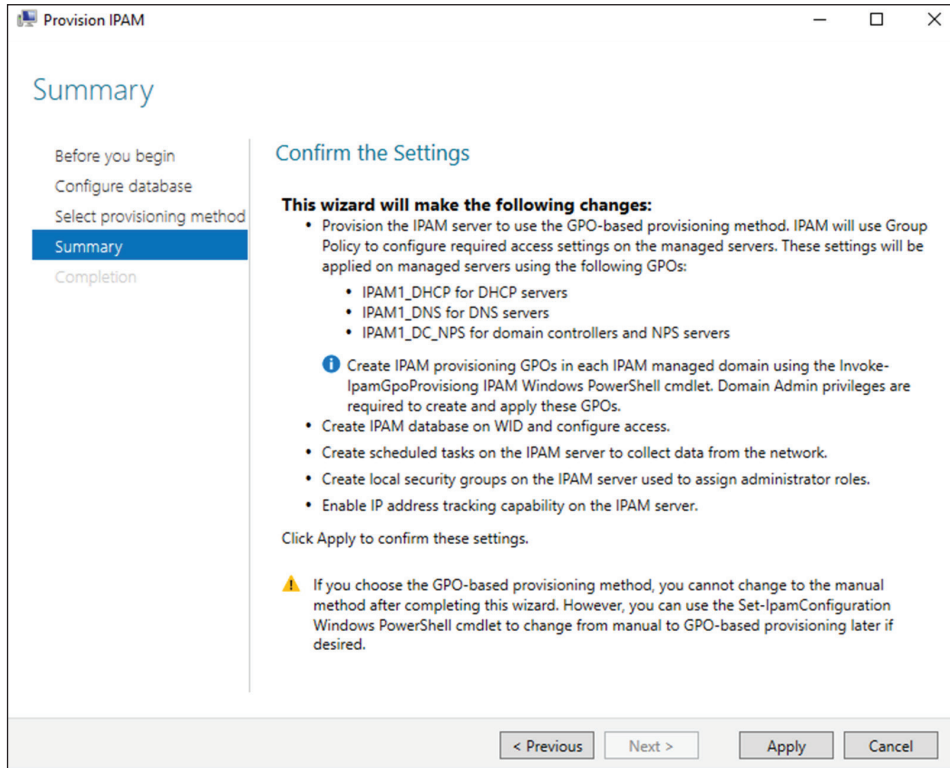 Provision IPAM
Summary
Before you begin
Configure database
Select provisioning method
Summary
Completion
Confirm the Settings
This wizard will make the following changes:
• Provision the IPAM server to use the GPO-based provisioning method. IPAM will use Group
Policy to configure required access settings on the managed servers. These settings will be
applied on managed servers using the following GPOs:
• IPAM1_DHCP for DHCP servers
• IPAM1_DNS for DNS servers
• IPAM1_DC_NPS for domain controllers and NPS servers
Create IPAM provisioning GPOs in each IPAM managed domain using the Invoke-
IpamGpoProvisiong IPAM Windows PowerShell cmdlet. Domain Admin privileges are
required to create and apply these GPOs.
• Create IPAM database on WID and configure access.
• Create scheduled tasks on the IPAM server to collect data from the network.
• Create local security groups on the IPAM server used to assign administrator roles.
• Enable IP address tracking capability on the IPAM server.
Click Apply to confirm these settings.
If you choose the GPO-based provisioning method, you cannot change to the manual
method after completing this wizard. However, you can use the Set-IpamConfiguration
Windows PowerShell cmdlet to change from manual to GPO-based provisioning later if
desired.
< Previous
Next >
Apply
Cancel